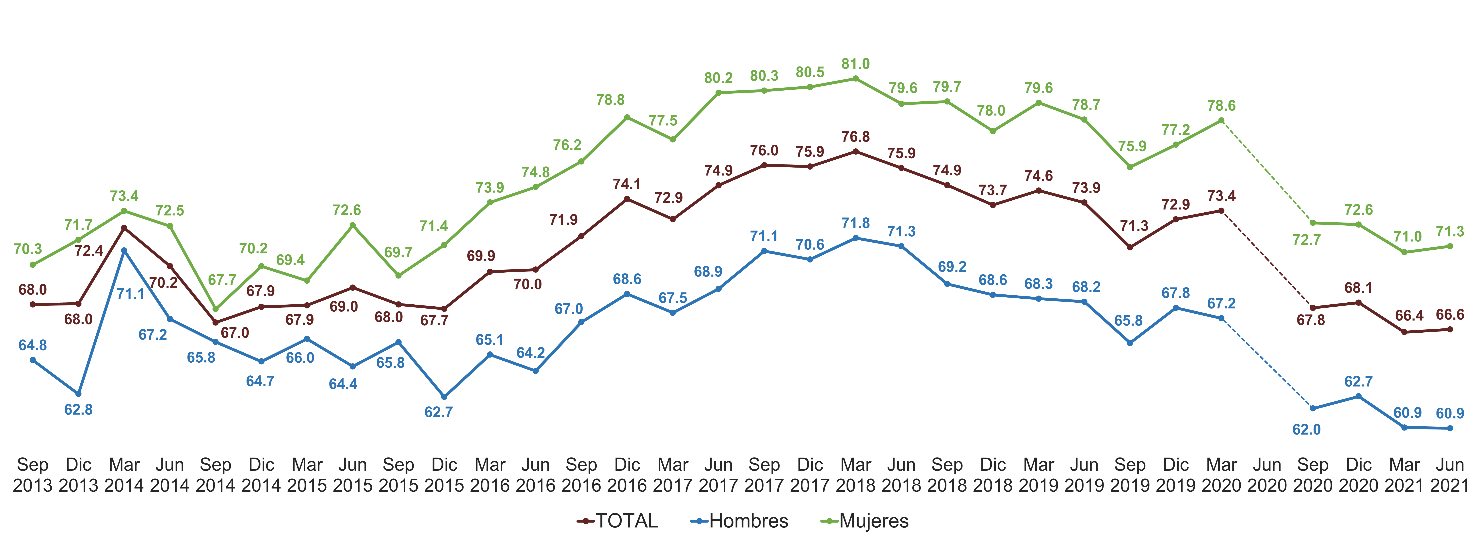 70.3 71.7 73.4 72.5 67.7 70.2 69.4 72.6 69.7 71.4 73.9 74.8 76.2 78.8 77.5 80.2 80.3 80.5 81.0 79.6 79.7 78.0 79.6 78.7 75.9 77.2 78.6 72.7 72.6 71.0 71.3
68.0 68.0 72.4 70.2 67.0 67.9 67.9 69.0 68.0 67.7 69.9 70.0 71.9 74.1 72.9 74.9 76.0 75.9 76.8 75.9 74.9 73.7 74.6 73.9 71.3 72.9 73.4 67.8 68.1 66.4 66.6
64.8 62.8 71.1 67.2 65.8 64.7 66.0 64.4 65.8 62.7 65.1 64.2 67.0 68.6 67.5 68.9 71.1 70.6 71.8 71.3 69.2 68.6 68.3 68.2 65.8 67.8 67.2 62.0 62.7 60.9 60.9
Sep Dic Mar Jun Sep Dic Mar Jun Sep Dic Mar Jun Sep Dic Mar Jun Sep Dic Mar Jun Sep Dic Mar Jun Sep Dic Mar Jun Sep Dic Mar Jun
2013 2013 2014 2014 2014 2014 2015 2015 2015 2015 2016 2016 2016 2016 2017 2017 2017 2017 2018 2018 2018 2018 2019 2019 2019 2019 2020 2020 2020 2020 2021 2021
TOTAL Hombres Mujeres